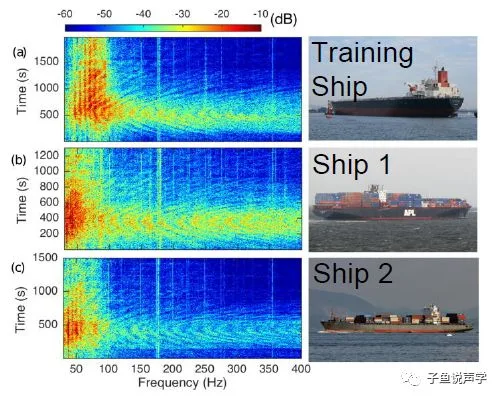 -60 -50 -40 -30 -20 -10 (dB)
(a)
Time (s)
500
1000
1500
Training
Ship
(b)
Time (s)
200
400
600
800
1000
1200
Ship 1
APL
(c)
Time (s)
500
1000
1500
Ship 2
50 100 150 200 250 300 350 400
Frequency (Hz)
子鱼说声学